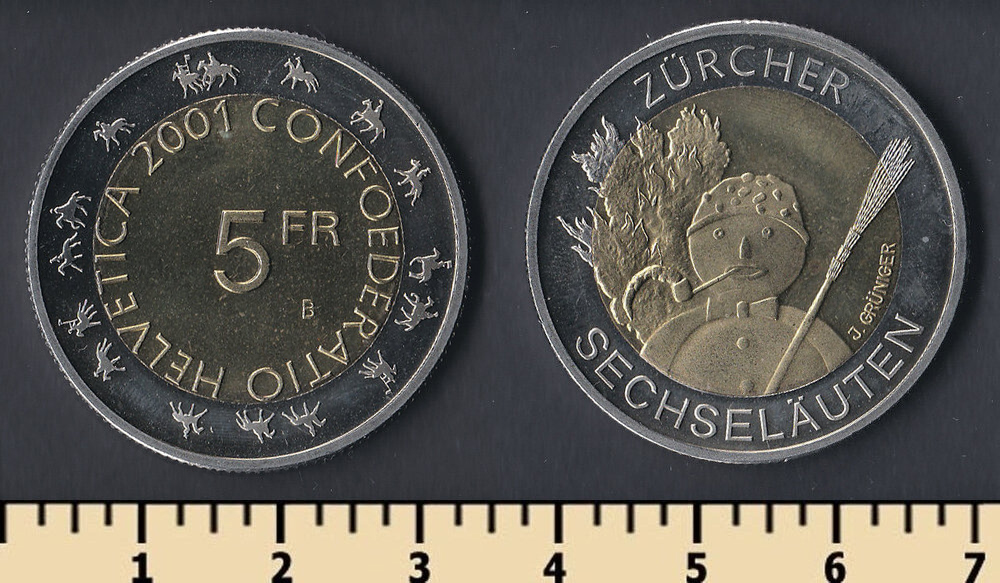 HELVETICA 2001 CONFOEDERATIO
5 FR
B
ZÜRCHER
J. GRÜNIGER
SECHSELÄUTEN
1 2 3 4 5 6 7